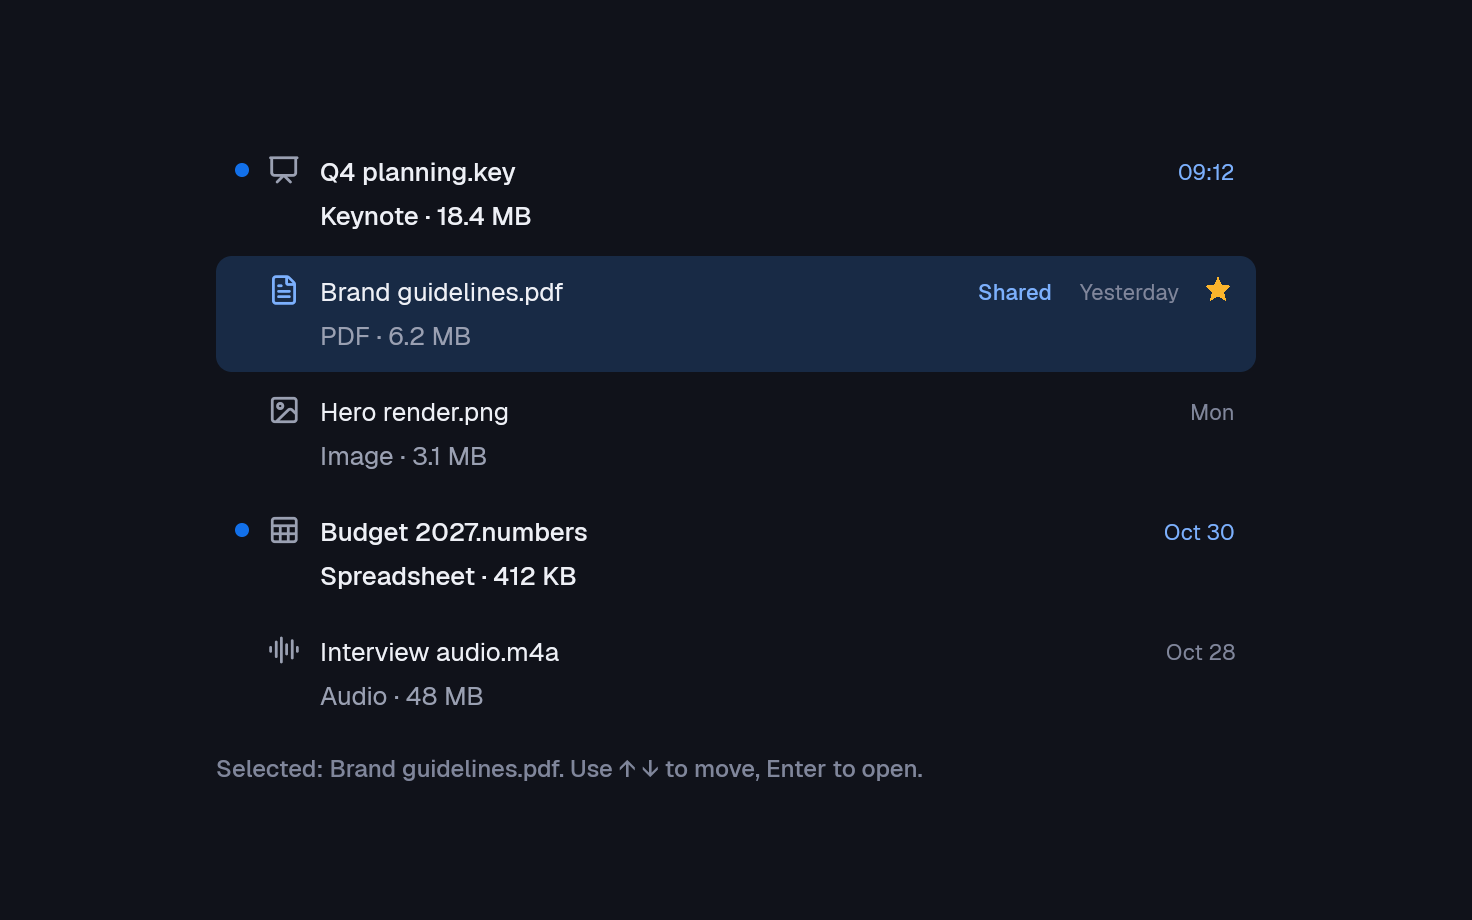 Q4 planning.key 09:12
Keynote · 18.4 MB
Brand guidelines.pdf Shared Yesterday
PDF · 6.2 MB
Hero render.png Mon
Image · 3.1 MB
Budget 2027.numbers Oct 30
Spreadsheet · 412 KB
Interview audio.m4a Oct 28
Audio · 48 MB
Selected: Brand guidelines.pdf. Use ↑ ↓ to move, Enter to open.